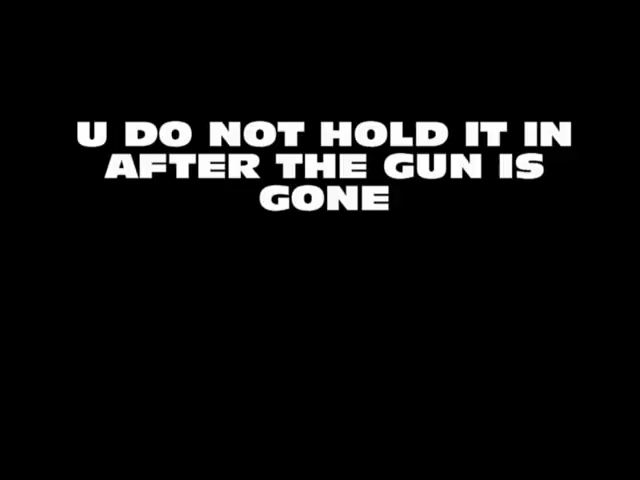 U DO NOT HOLD IT IN
AFTER THE GUN IS
GONE